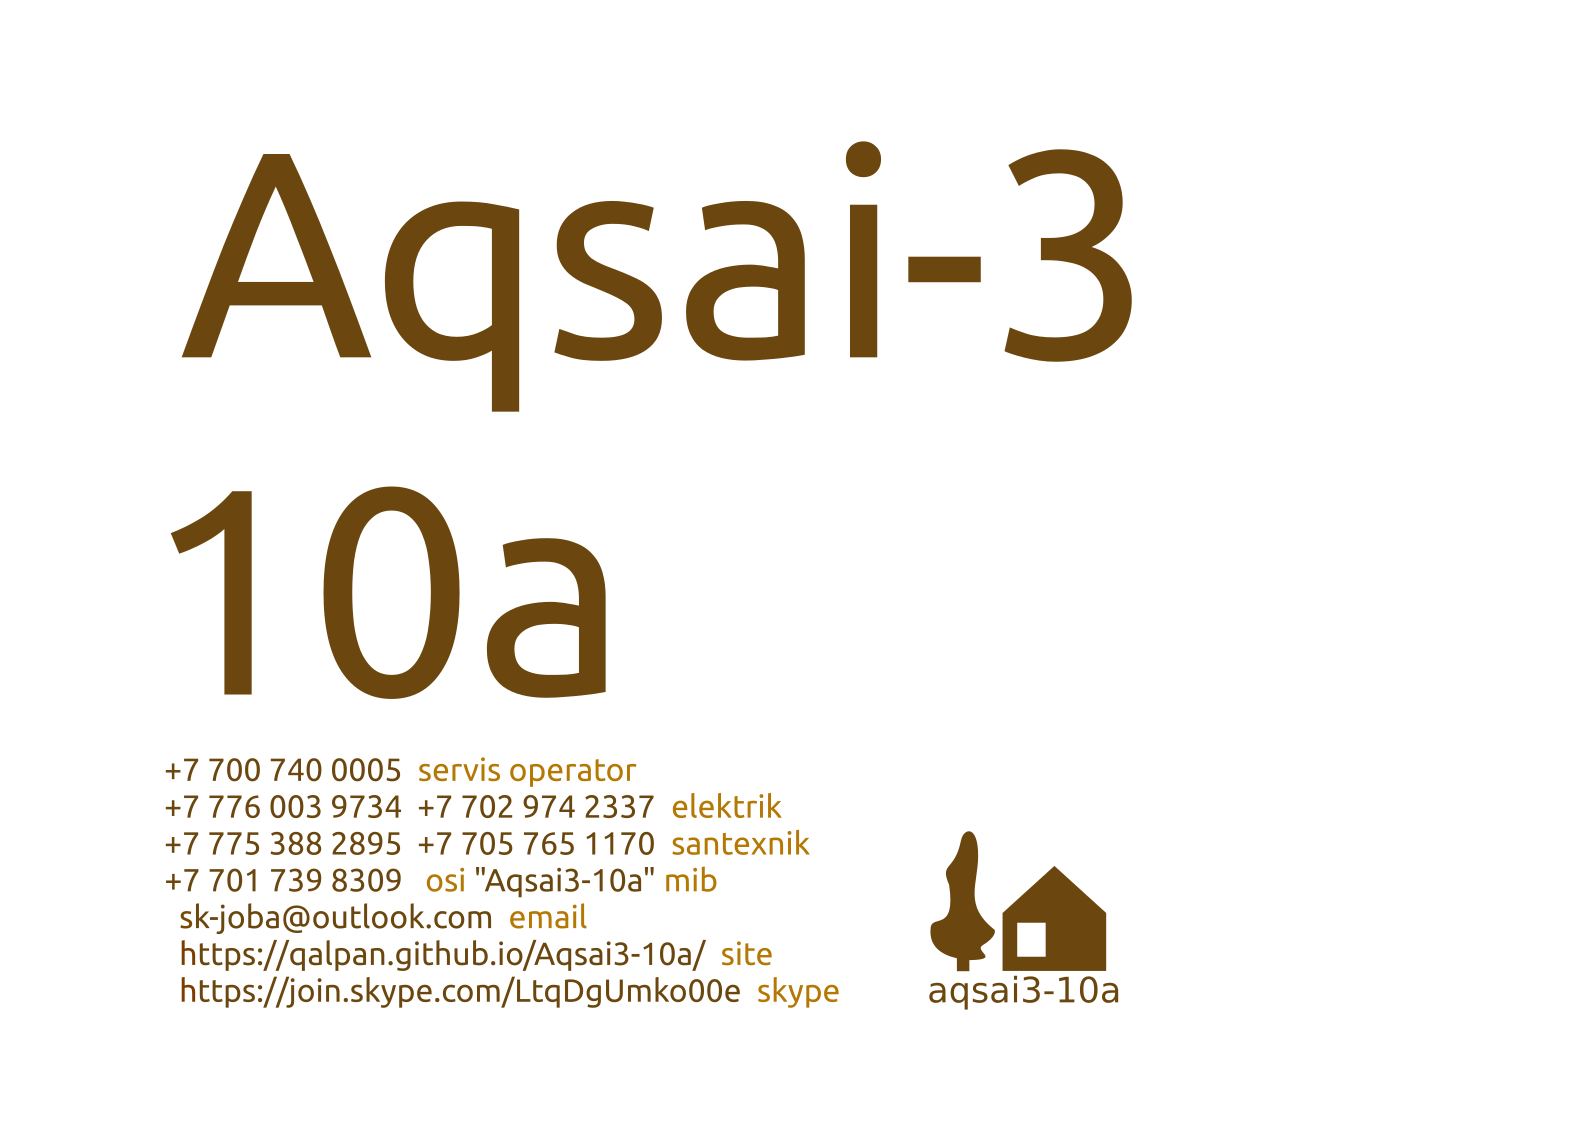 Aqsai-3
10a
+7 700 740 0005 servis operator
+7 776 003 9734 +7 702 974 2337 elektrik
+7 775 388 2895 +7 705 765 1170 santexnik
+7 701 739 8309 osi "Aqsai3-10a" mib
sk-joba@outlook.com email
https://qalpan.github.io/Aqsai3-10a/ site
https://join.skype.com/LtqDgUmko00e skype
aqsai3-10a